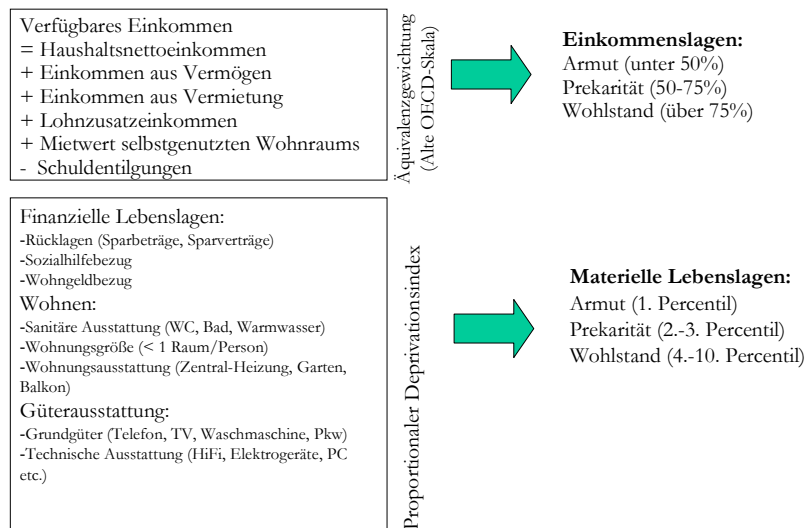 Verfügbares Einkommen
= Haushaltsnettoeinkommen
+ Einkommen aus Vermögen
+ Einkommen aus Vermietung
+ Lohnzusatzeinkommen
+ Mietwert selbstgenutzten Wohnraums
- Schuldentilgungen
Äquivalenzgewichtung
(Alte OECD-Skala)
Einkommenslagen:
Armut (unter 50%)
Prekarität (50-75%)
Wohlstand (über 75%)
Finanzielle Lebenslagen:
-Rücklagen (Sparbeträge, Sparverträge)
-Sozialhilfebezug
-Wohngeldbezug
Wohnen:
-Sanitäre Ausstattung (WC, Bad, Warmwasser)
-Wohnungsgröße (< 1 Raum/Person)
-Wohnungsausstattung (Zentral-Heizung, Garten,
Balkon)
Güterausstattung:
-Grundgüter (Telefon, TV, Waschmaschine, Pkw)
-Technische Ausstattung (HiFi, Elektrogeräte, PC
etc.)
Proportionaler Deprivationsindex
Materielle Lebenslagen:
Armut (1. Percentil)
Prekarität (2.-3. Percentil)
Wohlstand (4.-10. Percentil)